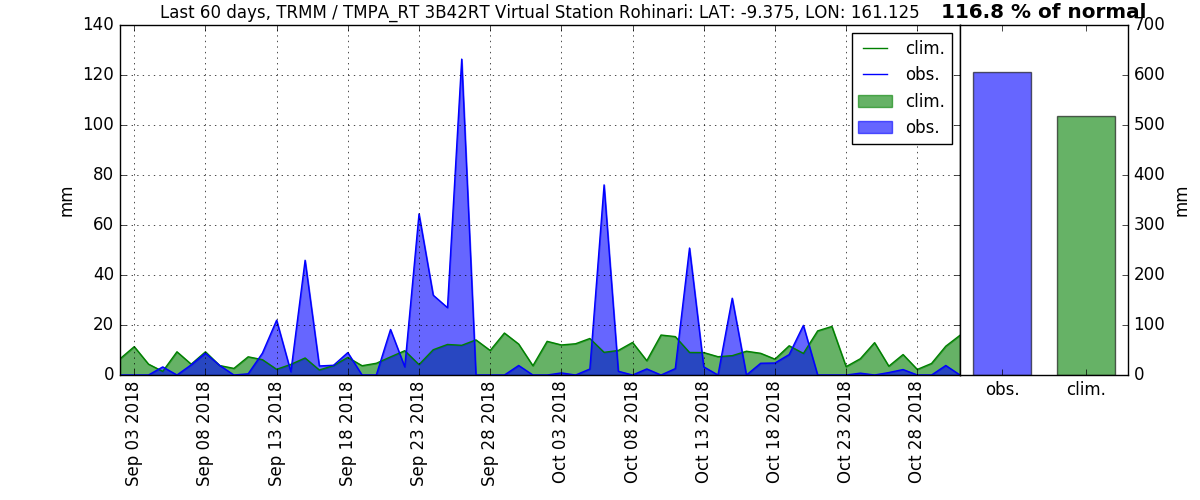 Last 60 days, TRMM / TMPA_RT 3B42RT Virtual Station Rohinari: LAT: -9.375, LON: 161.125
116.8 % of normal
140
120
100
80
60
40
20
0
mm
clim.
obs.
clim.
obs.
700
600
500
400
300
200
100
0
mm
obs.
clim.
Sep 03 2018
Sep 08 2018
Sep 13 2018
Sep 18 2018
Sep 23 2018
Sep 28 2018
Oct 03 2018
Oct 08 2018
Oct 13 2018
Oct 18 2018
Oct 23 2018
Oct 28 2018